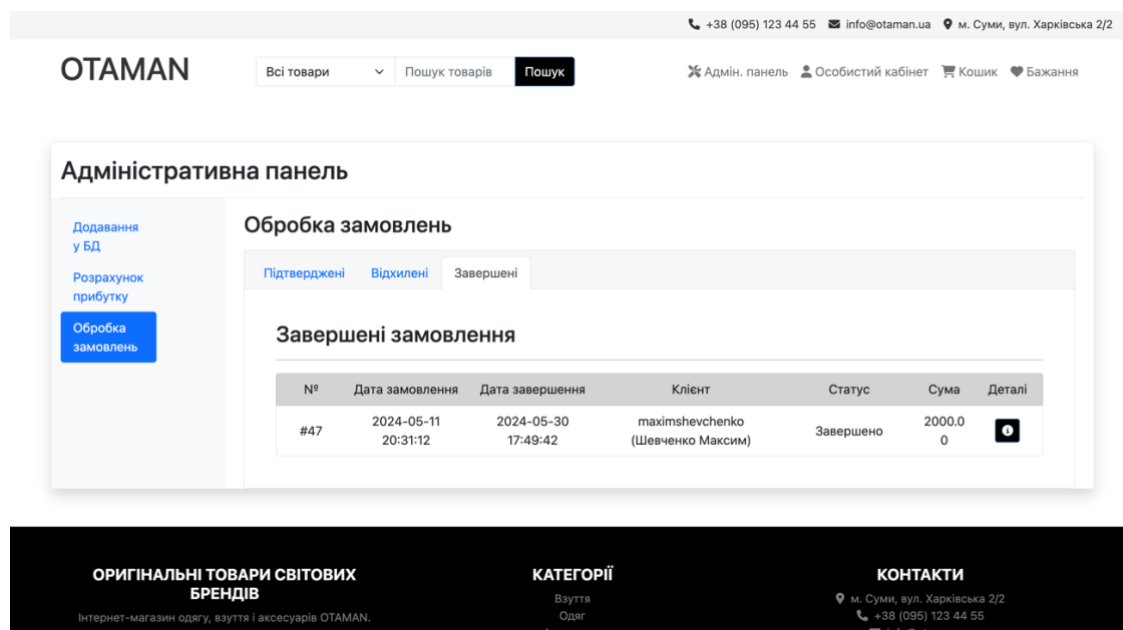 +38 (095) 123 44 55 info@otaman.ua м. Суми, вул. Харківська 2/2
OTAMAN
Всі товари Пошук товарів Пошук
Адмін. панель Особистий кабінет Кошик Бажання
Адміністративна панель
Додавання
у БД
Розрахунок
прибутку
Обробка
замовлень
Обробка замовлень
Підтверджені Відхилені Завершені
Завершені замовлення
№ Дата замовлення Дата завершення Клієнт Статус Сума Деталі
#47 2024-05-11 20:31:12 2024-05-30 17:49:42 maximshevchenko (Шевченко Максим) Завершено 2000.00
ОРИГІНАЛЬНІ ТОВАРИ СВІТОВИХ
БРЕНДІВ
Інтернет-магазин одягу, взуття і аксесуарів OTAMAN.
КАТЕГОРІЇ
Взуття
Одяг
КОНТАКТИ
м. Суми, вул. Харківська 2/2
+38 (095) 123 44 55